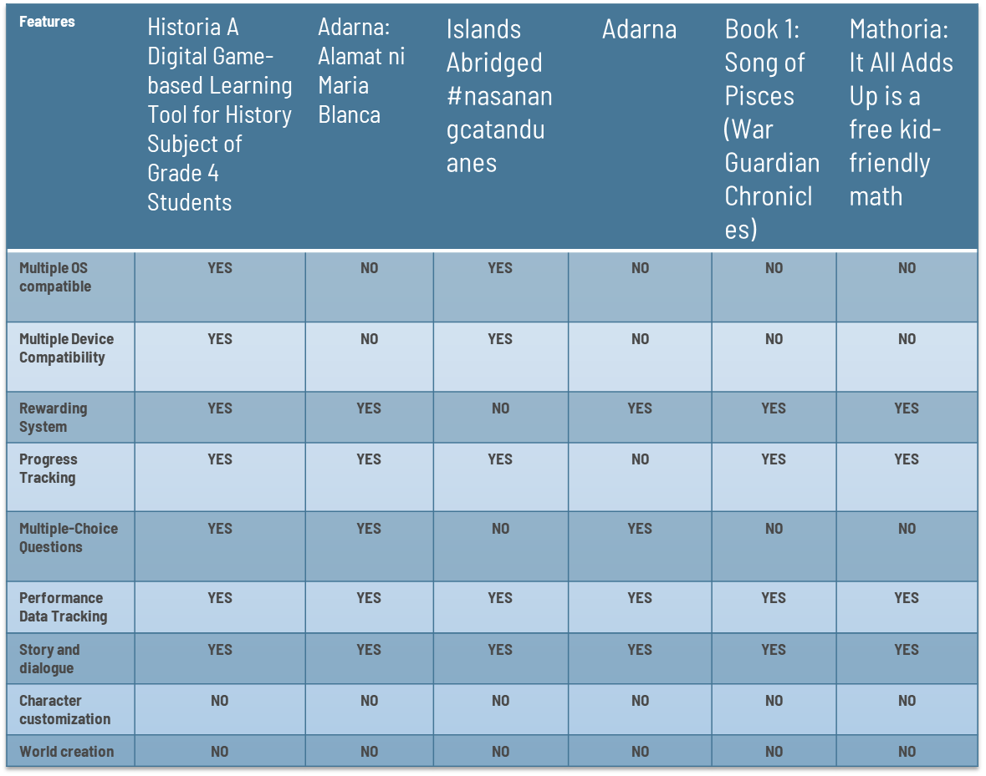 Features
Historia A
Digital Game-
based Learning
Tool for History
Subject of
Grade 4
Students
Adarna:
Alamat ni
Maria
Blanca
Islands
Abridged
#nasanan
gcatandu
anes
Adarna
Book 1:
Song of
Pisces
(War
Guardian
Chronicl
es)
Mathoria:
It All Adds
Up is a
free kid-
friendly
math
Multiple OS
compatible
YES NO YES NO NO NO
Multiple Device
Compatibility
YES NO YES NO NO NO
Rewarding
System
YES YES NO YES YES YES
Progress
Tracking
YES YES YES NO YES YES
Multiple-Choice
Questions
YES YES NO YES NO NO
Performance
Data Tracking
YES YES YES YES YES YES
Story and
dialogue
YES YES YES YES YES YES
Character
customization
NO NO NO NO NO NO
World creation NO NO NO NO NO NO